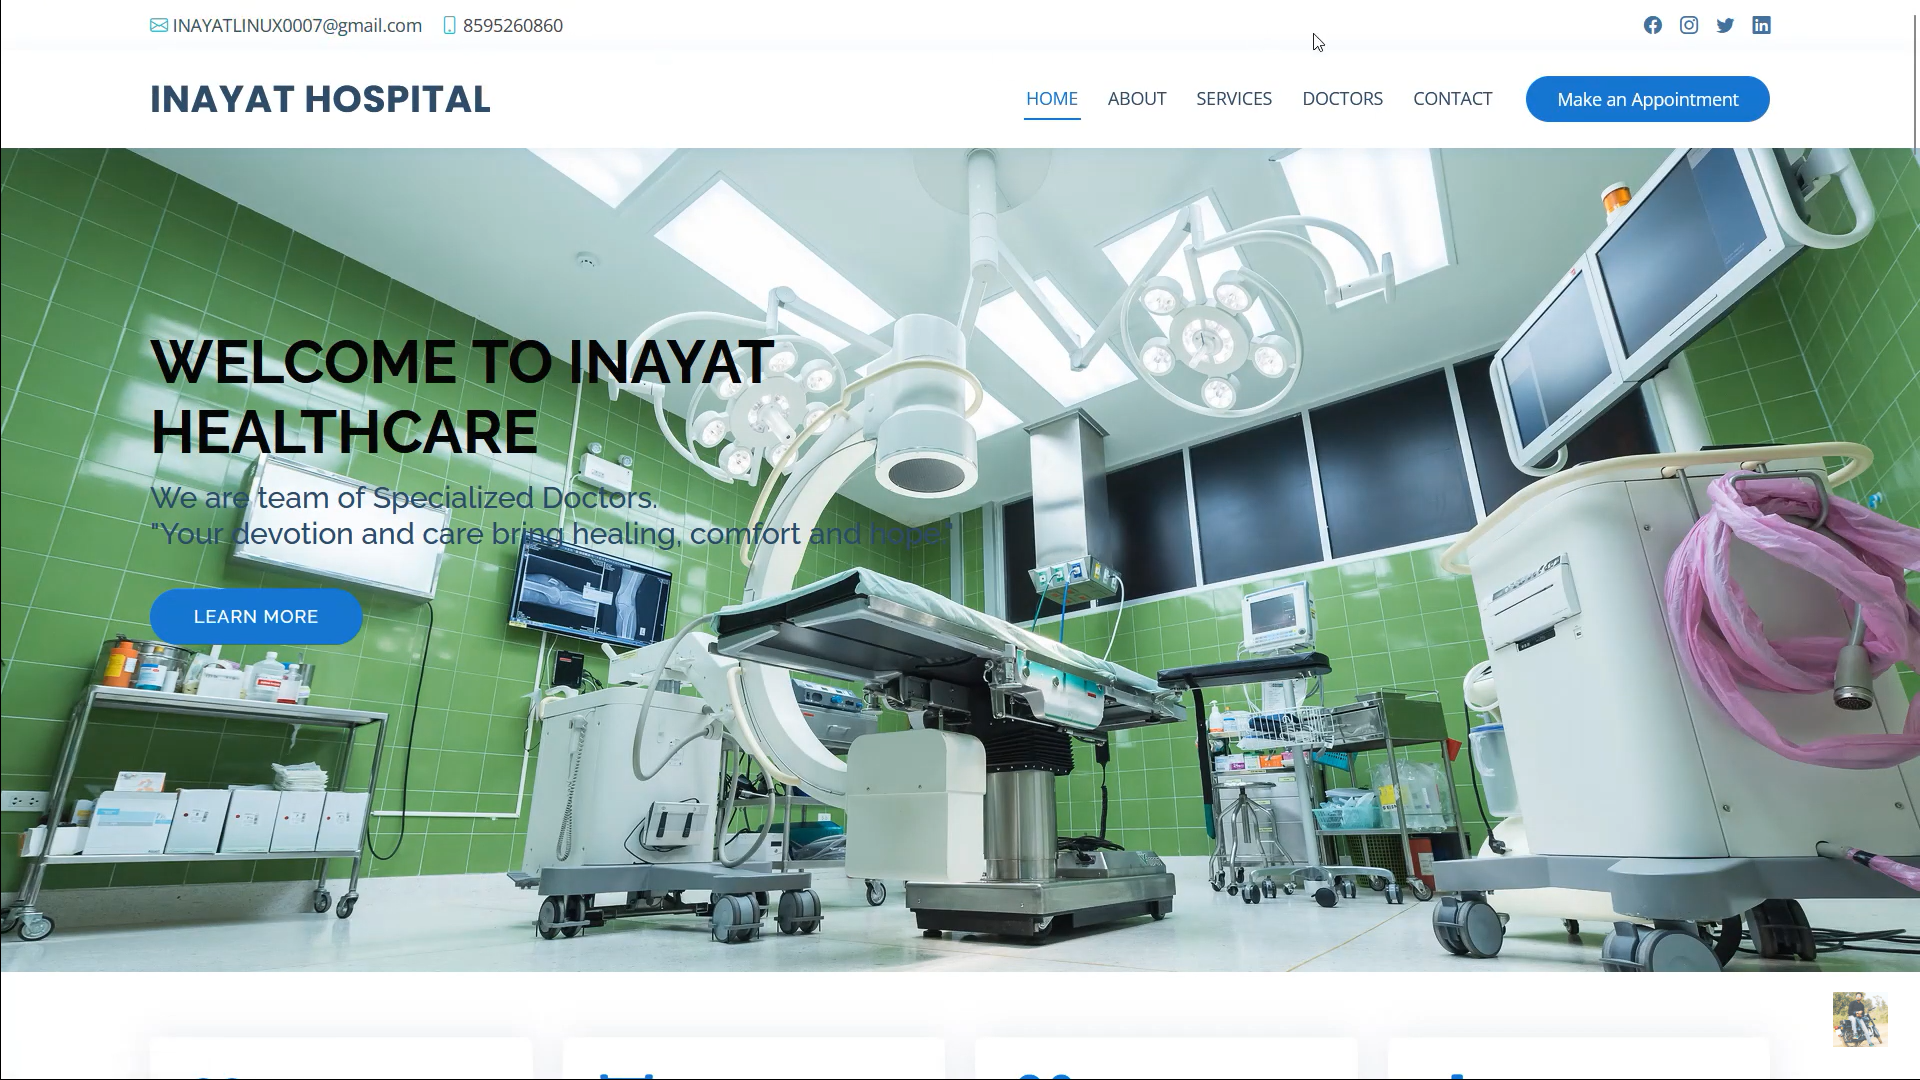 INAYATLINUX0007@gmail.com 8595260860
INAYAT HOSPITAL
HOME ABOUT SERVICES DOCTORS CONTACT Make an Appointment
WELCOME TO INAYAT
HEALTHCARE
We are team of Specialized Doctors.
"Your devotion and care bring healing, comfort and hope."
LEARN MORE